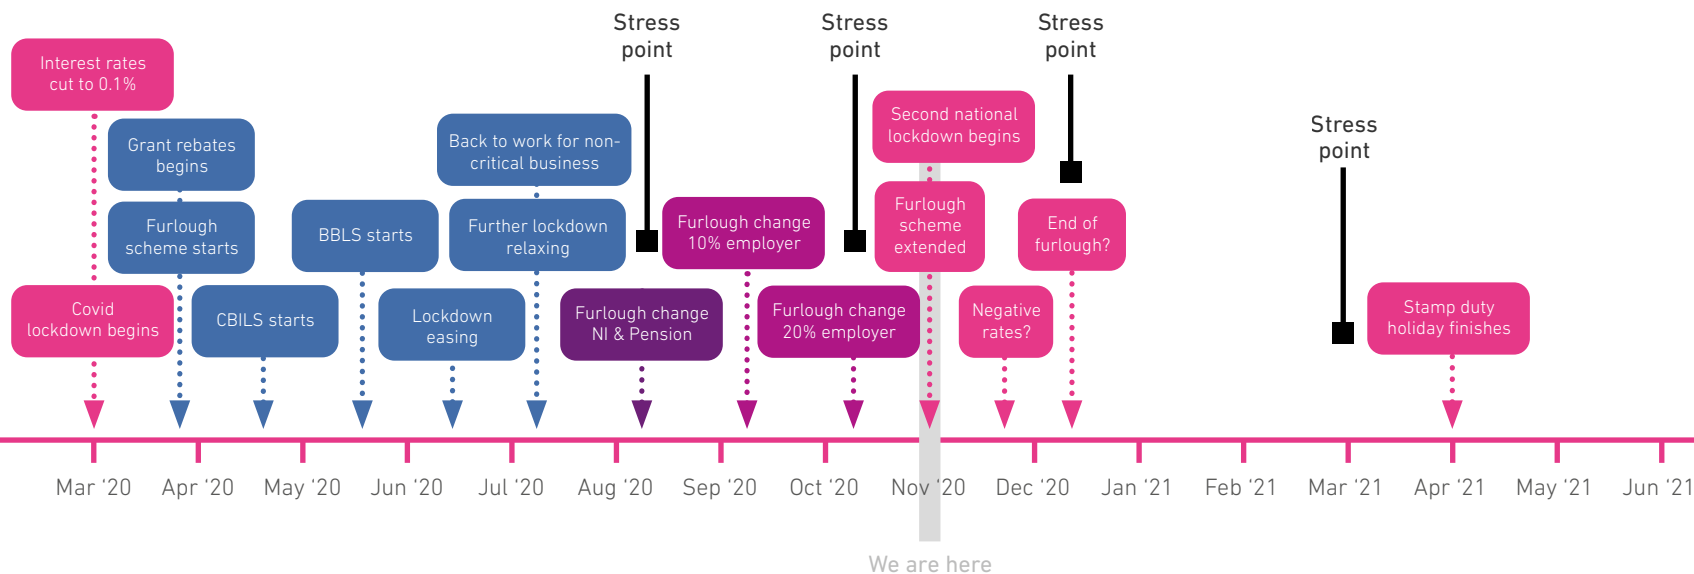 Stress
point
Stress
point
Stress
point
Interest rates
cut to 0.1%
Grant rebates
begins
Back to work for non-
critical business
Second national
lockdown begins
Stress
point
Furlough
scheme starts
BBLS starts
Further lockdown
relaxing
Furlough change
10% employer
Furlough
scheme
extended
End of
furlough?
Covid
lockdown begins
CBILS starts
Lockdown
easing
Furlough change
NI & Pension
Furlough change
20% employer
Negative
rates?
Stamp duty
holiday finishes
Mar ‘20 Apr ‘20 May ‘20 Jun ‘20 Jul ‘20 Aug ‘20 Sep ‘20 Oct ‘20 Nov ‘20 Dec ‘20 Jan ‘21 Feb ‘21 Mar ‘21 Apr ‘21 May ‘21 Jun ‘21
We are here